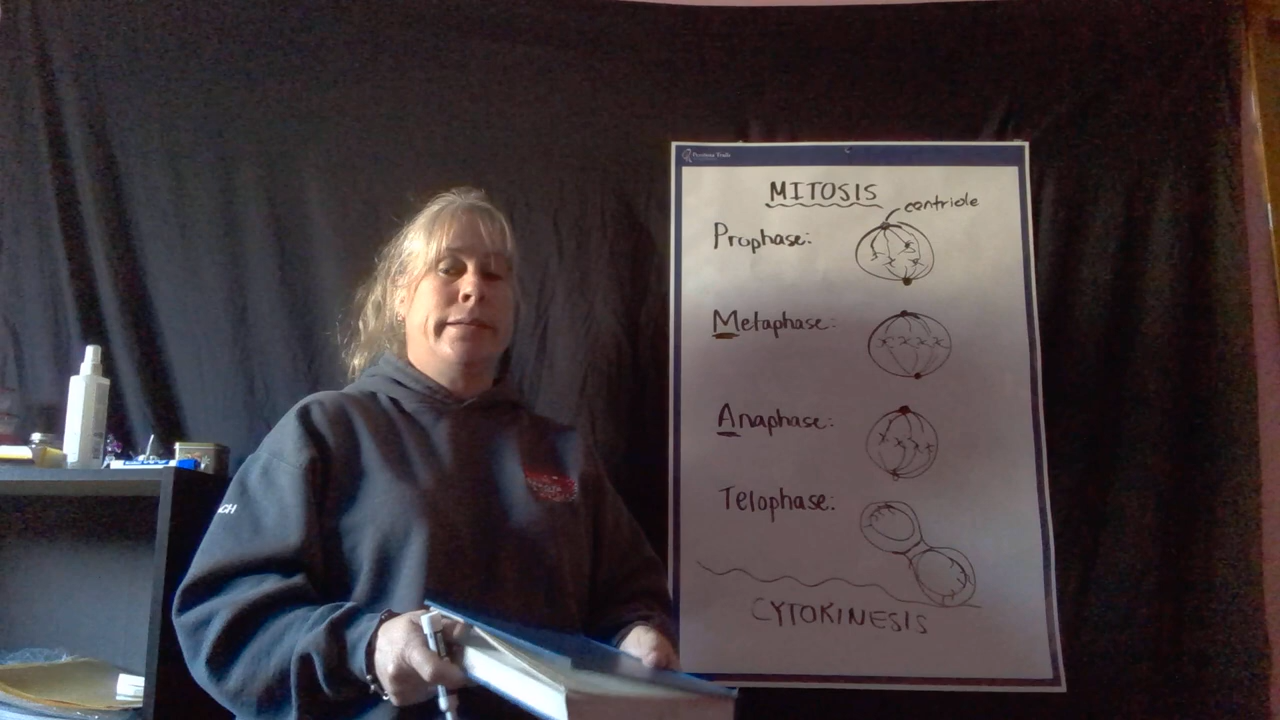 MITOSIS
centriole
Prophase:
Metaphase:
Anaphase:
Telophase:
CYTOKINESIS